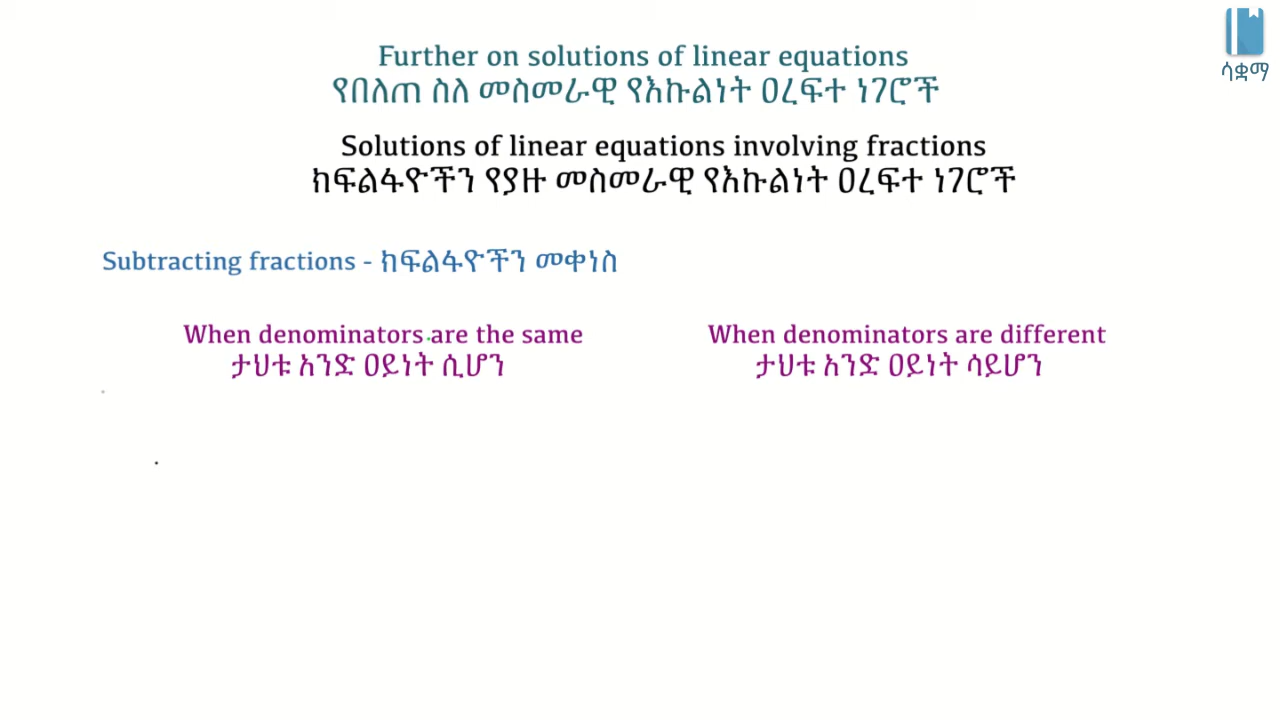 ሳቋማ
Further on solutions of linear equations
የበለጠ ስለ መስመራዊ የእኩልነት ዐረፍተ ነገሮች
Solutions of linear equations involving fractions
ክፍልፋዮችን የያዙ መስመራዊ የእኩልነት ዐረፍተ ነገሮች
Subtracting fractions - ክፍልፋዮችን መቀነስ
When denominators are the same
ታህቱ አንድ ዐይነት ሲሆን
When denominators are different
ታህቱ አንድ ዐይነት ሳይሆን